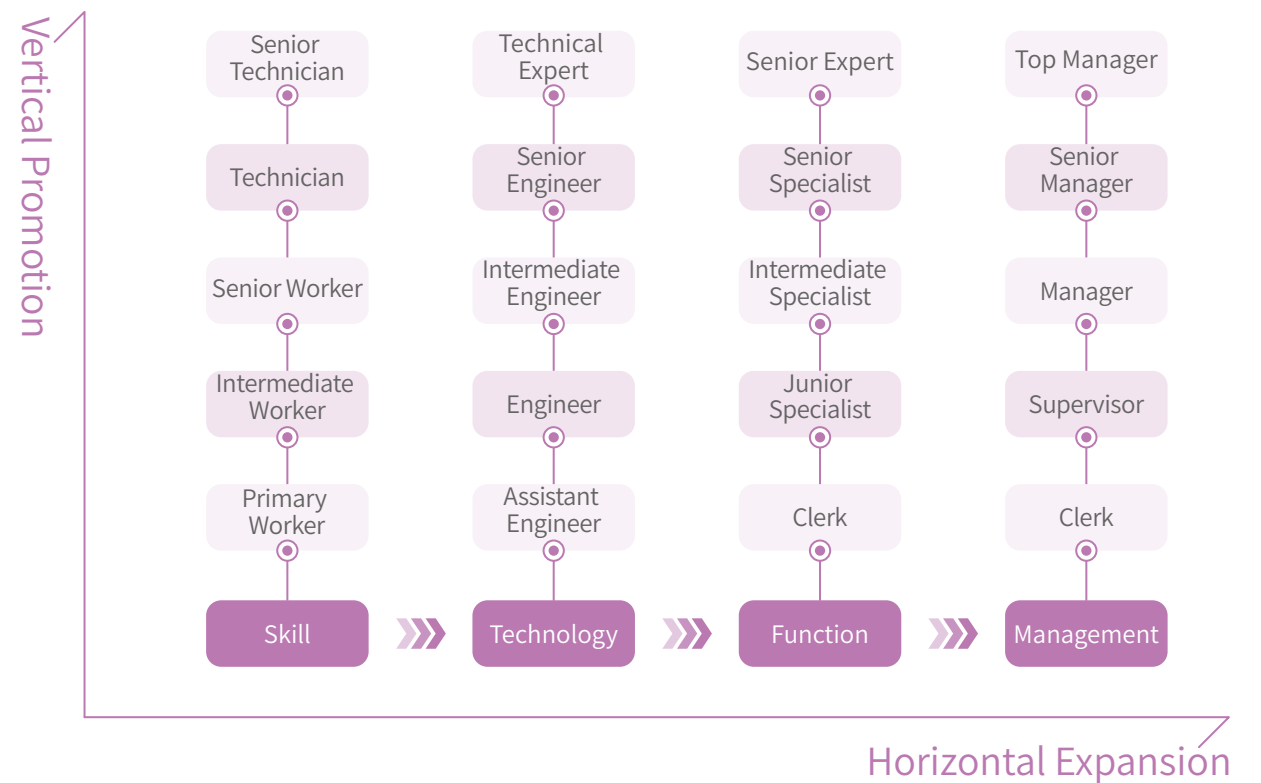 Vertical Promotion
Senior
Technician
Technical
Expert
Senior Expert
Top Manager
Technician
Senior
Engineer
Senior
Specialist
Senior
Manager
Senior Worker
Intermediate
Engineer
Intermediate
Specialist
Manager
Intermediate
Worker
Engineer
Junior
Specialist
Supervisor
Primary
Worker
Assistant
Engineer
Clerk
Clerk
Skill
Technology
Function
Management
Horizontal Expansion